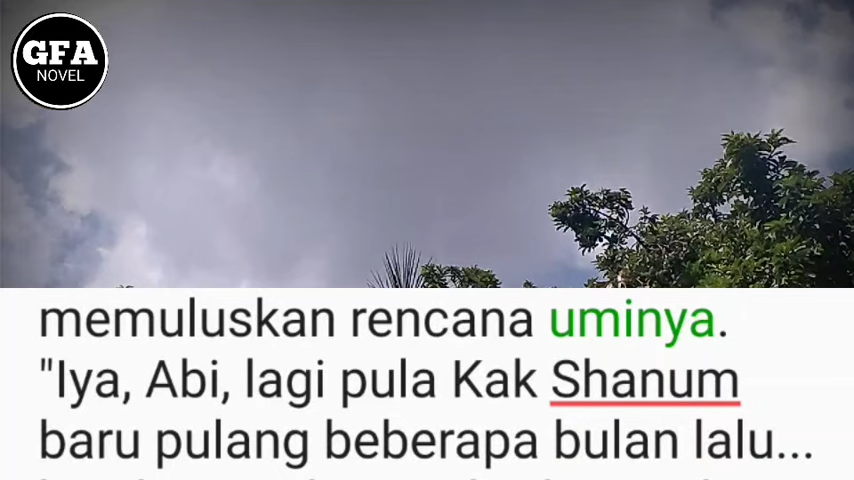 GFA
NOVEL
memuluskan rencana uminya.
"Iya, Abi, lagi pula Kak Shanum
baru pulang beberapa bulan lalu...